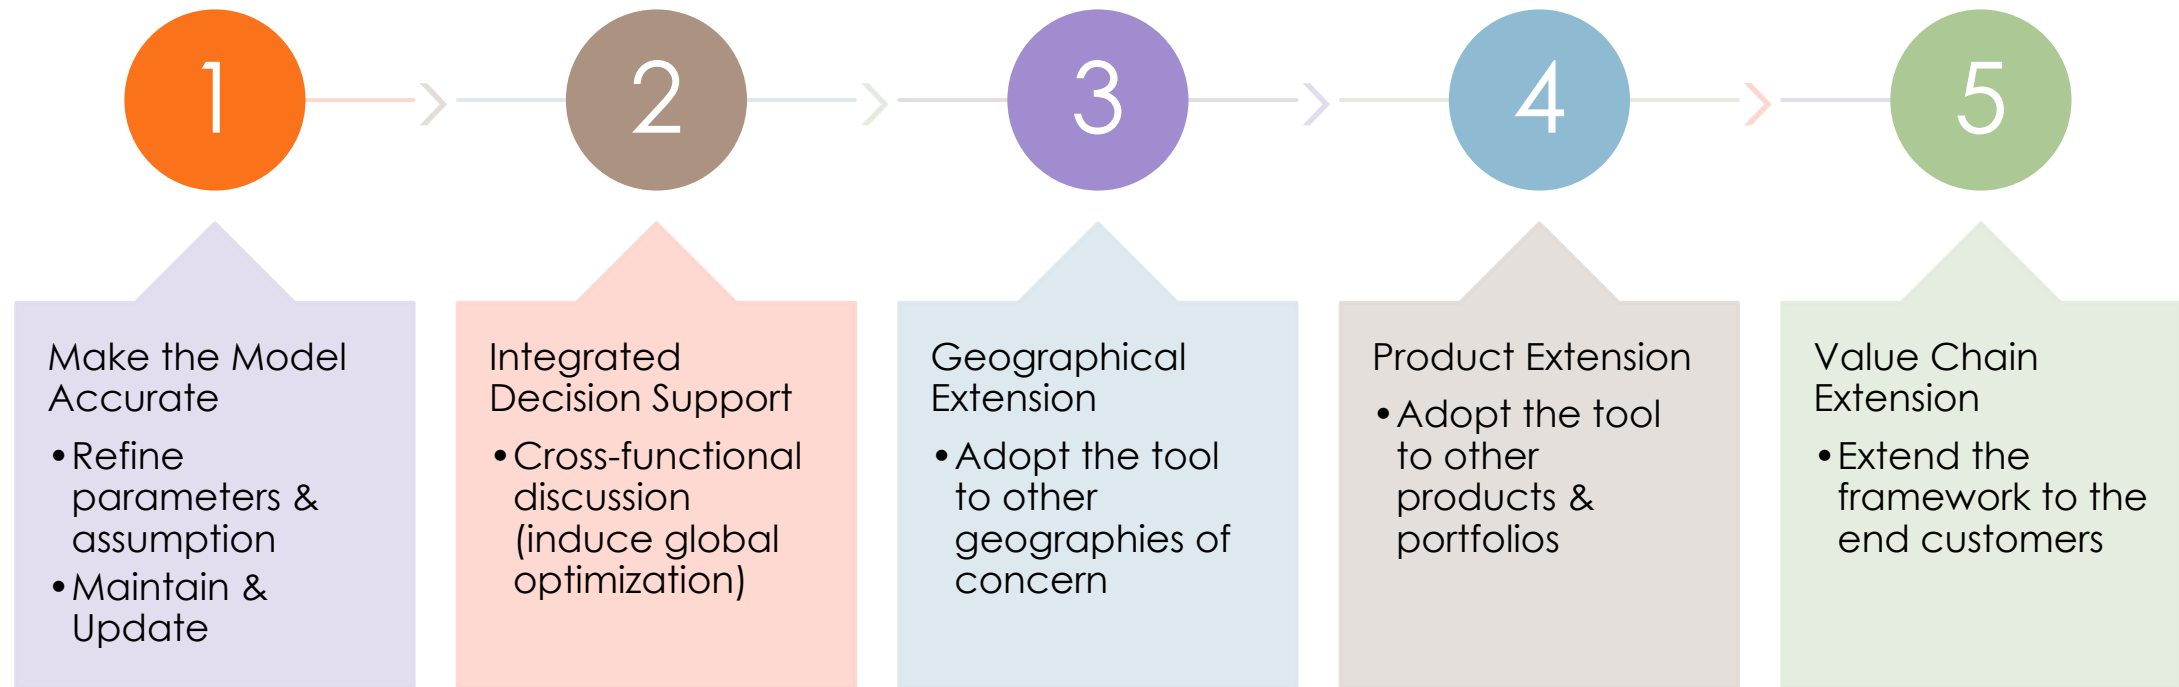 1
2
3
4
5
Make the Model
Accurate
•Refine
parameters &
assumption
•Maintain &
Update
Integrated
Decision Support
•Cross-functional
discussion
(induce global
optimization)
Geographical
Extension
•Adopt the tool
to other
geographies of
concern
Product Extension
•Adopt the tool
to other
products &
portfolios
Value Chain
Extension
•Extend the
framework to the
end customers